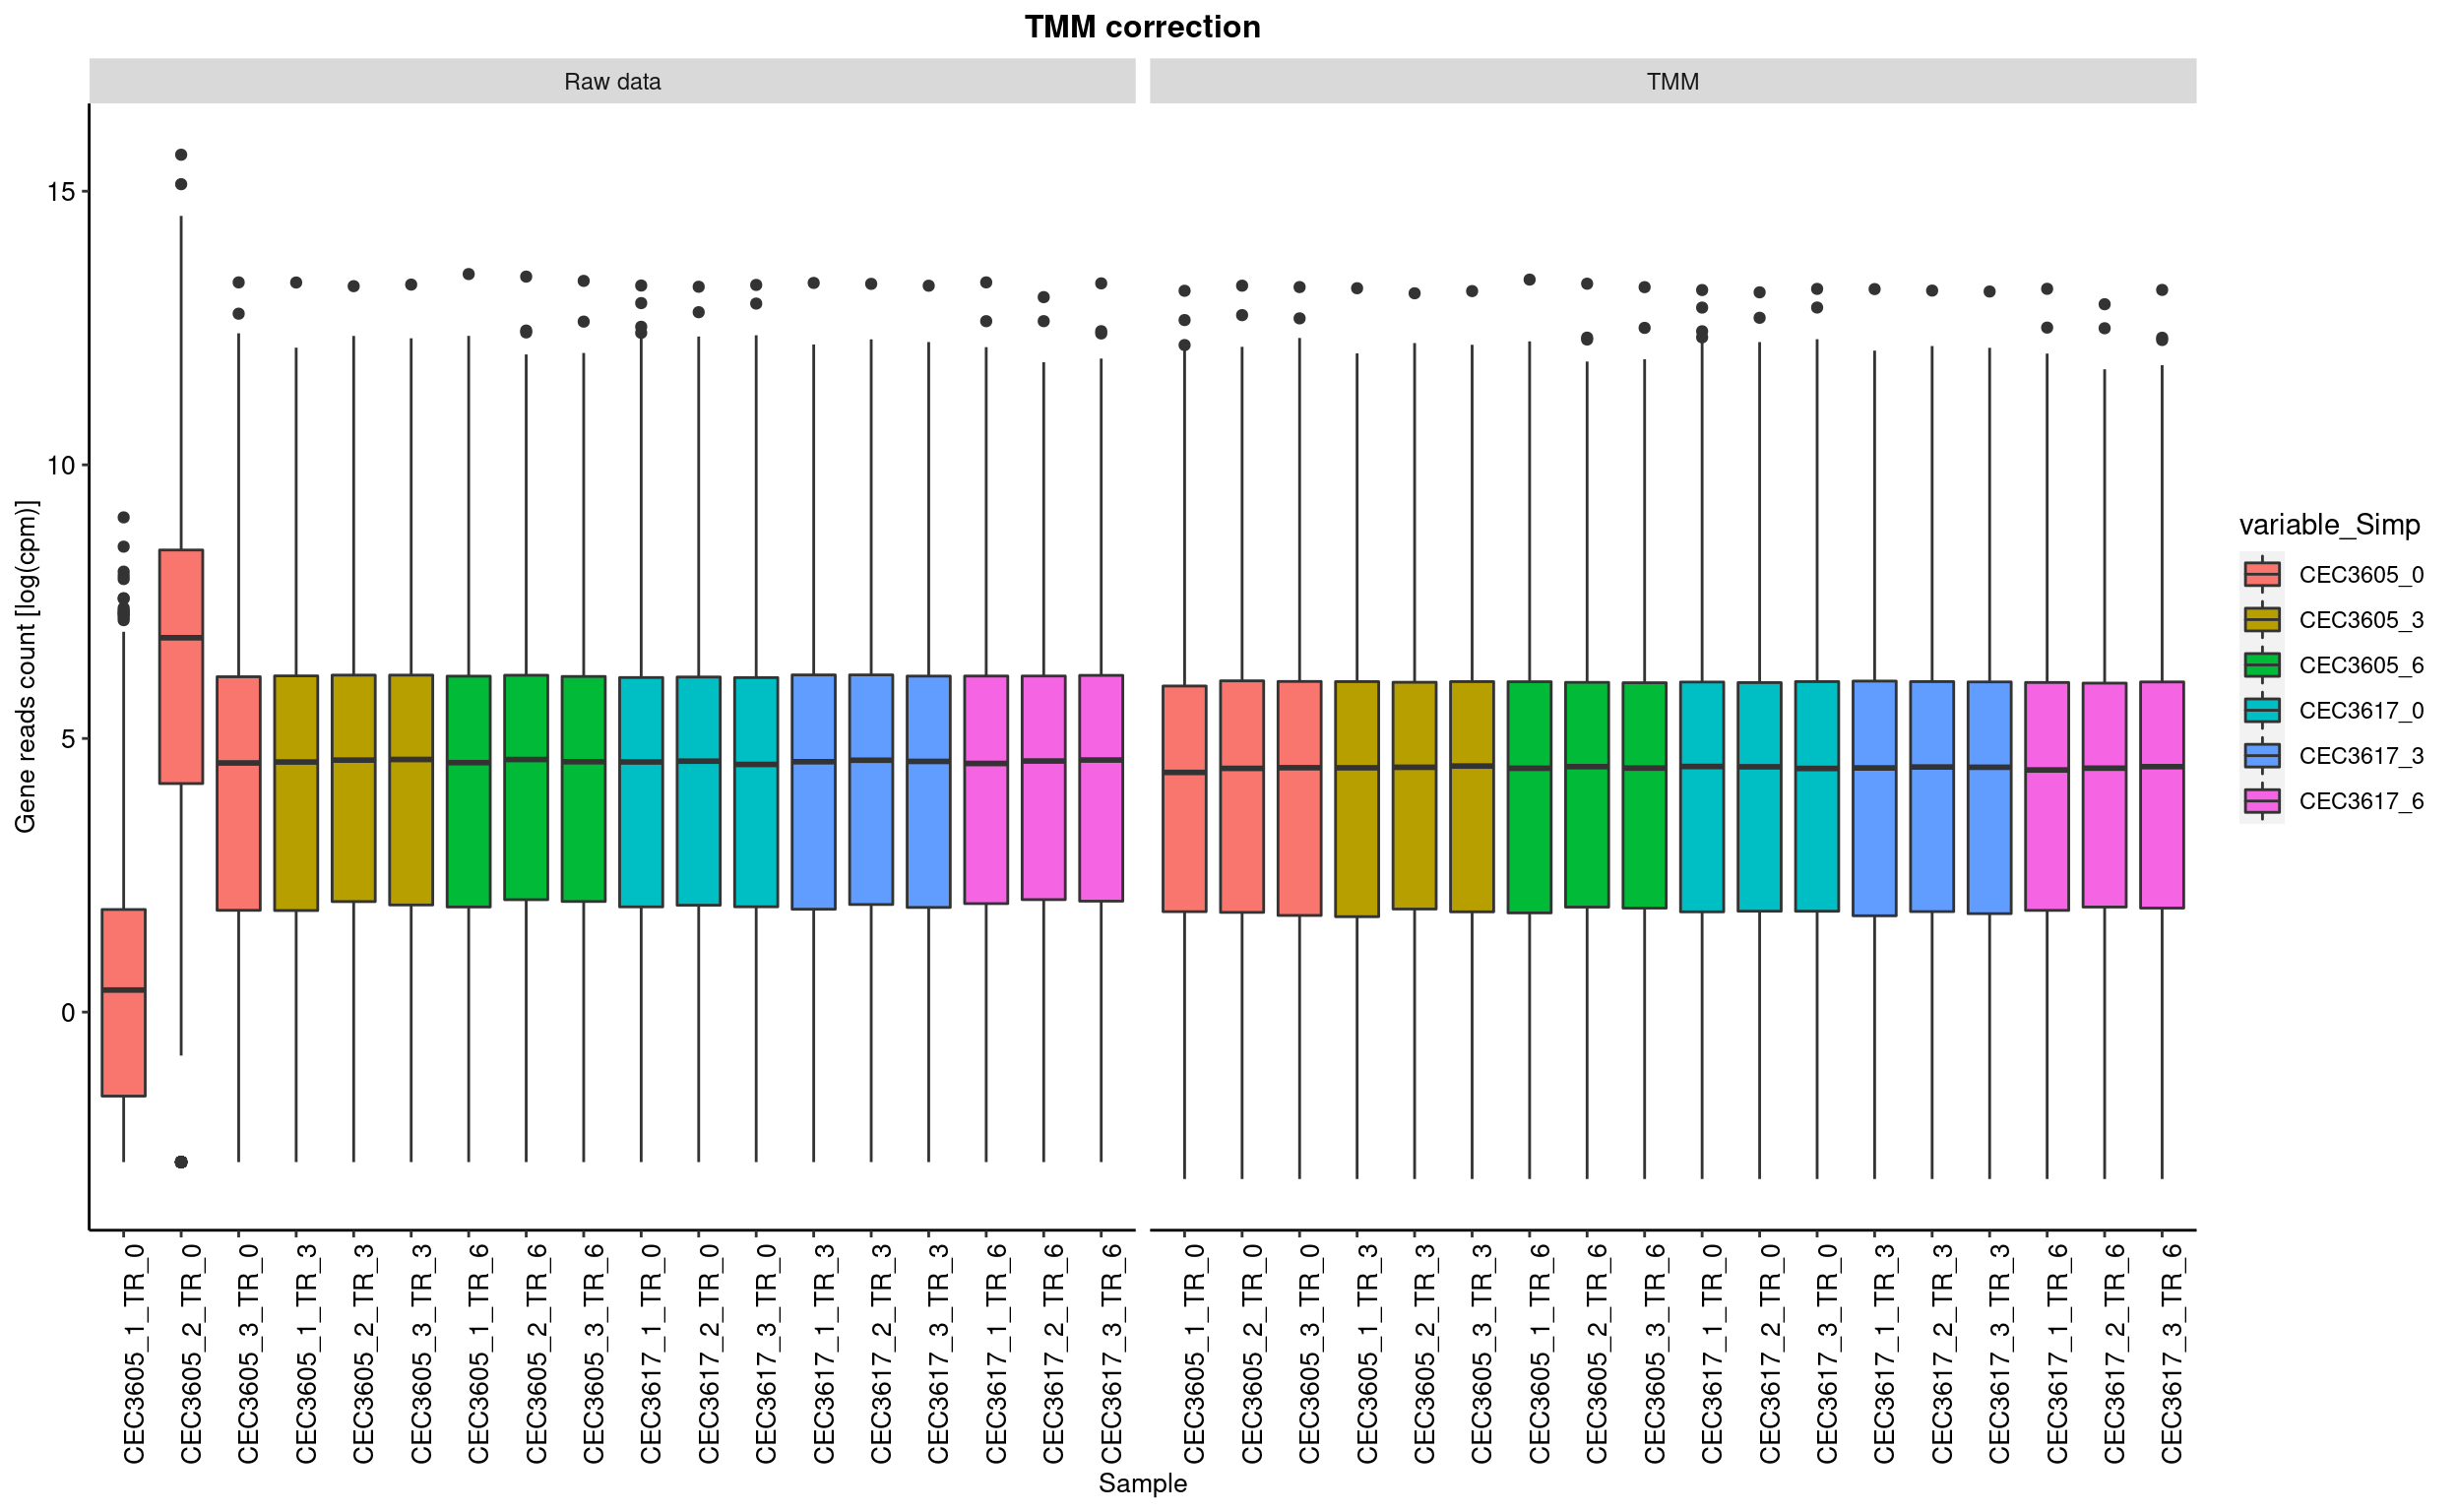 TMM correction
Raw data
TMM
Gene reads count [log(cpm)]
15
10
5
0
CEC3605_1_TR_0
CEC3605_2_TR_0
CEC3605_3_TR_0
CEC3605_1_TR_3
CEC3605_2_TR_3
CEC3605_3_TR_3
CEC3605_1_TR_6
CEC3605_2_TR_6
CEC3605_3_TR_6
CEC3617_1_TR_0
CEC3617_2_TR_0
CEC3617_3_TR_0
CEC3617_1_TR_3
CEC3617_2_TR_3
CEC3617_3_TR_3
CEC3617_1_TR_6
CEC3617_2_TR_6
CEC3617_3_TR_6
CEC3605_1_TR_0
CEC3605_2_TR_0
CEC3605_3_TR_0
CEC3605_1_TR_3
CEC3605_2_TR_3
CEC3605_3_TR_3
CEC3605_1_TR_6
CEC3605_2_TR_6
CEC3605_3_TR_6
CEC3617_1_TR_0
CEC3617_2_TR_0
CEC3617_3_TR_0
CEC3617_1_TR_3
CEC3617_2_TR_3
CEC3617_3_TR_3
CEC3617_1_TR_6
CEC3617_2_TR_6
CEC3617_3_TR_6
Sample
variable_Simp
CEC3605_0
CEC3605_3
CEC3605_6
CEC3617_0
CEC3617_3
CEC3617_6